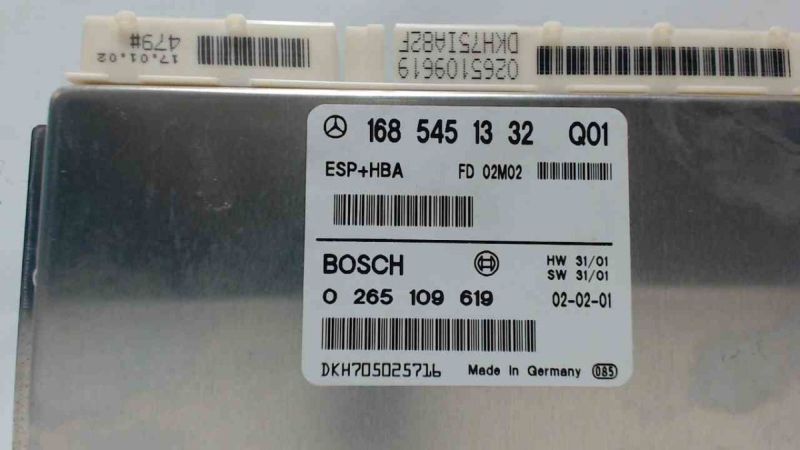 17.01.02
479#
0265109619
DKH75IA82F
168 545 13 32 Q01
ESP+HBA FD 02M02
BOSCH HW 31/01
SW 31/01
0 265 109 619 02-02-01
DKH705025716 Made in Germany 085